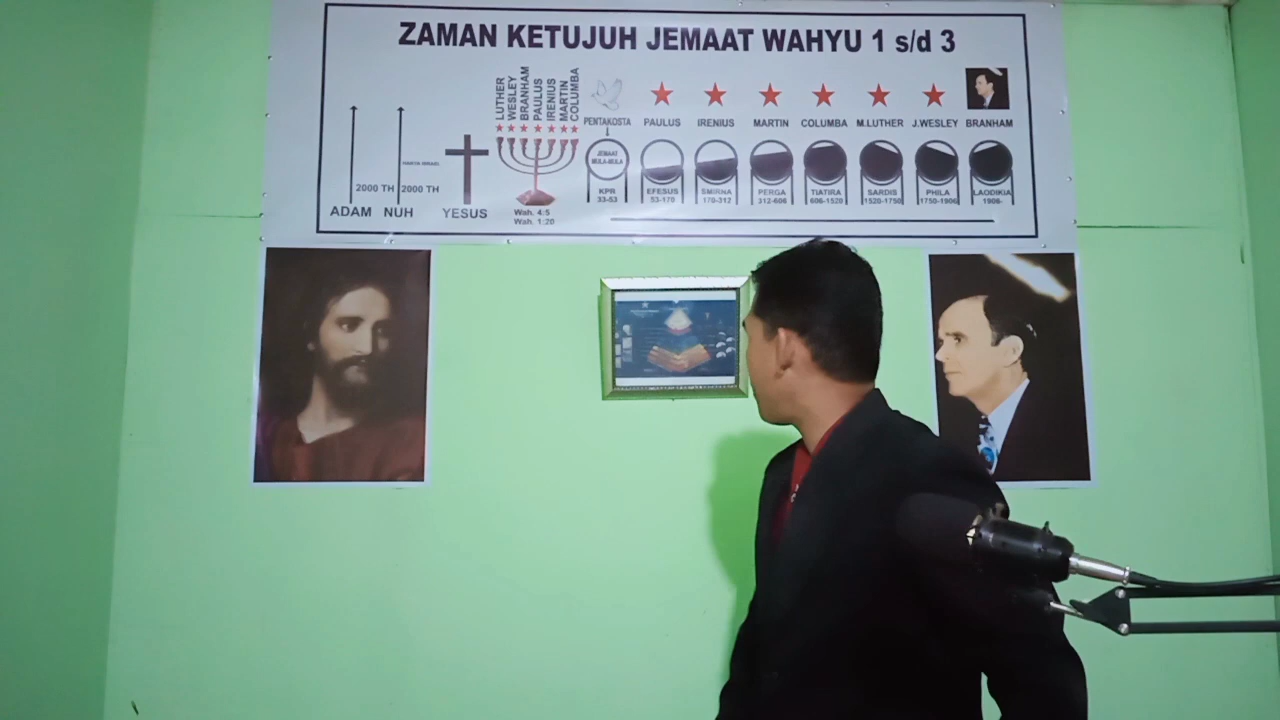 ZAMAN KETUJUH JEMAAT WAHYU 1 s/d 3
LUTHER
WESLEY
BRANHAM
PAULUS
IRENIUS
MARTIN
COLUMBA
PENTAKOSTA
PAULUS
IRENIUS
MARTIN
COLUMBA
M.LUTHER
J.WESLEY
BRANHAM
JEMAAT
MULA-MULA
2000 TH
2000 TH
ADAM
NUH
YESUS
Wah. 4:5
Wah. 1:20
KPR
33-53
EFESUS
53-170
SMIRNA
170-312
PERGA
312-606
TIATIRA
606-1520
SARDIS
1520-1750
PHILA
1750-1906
LAODIKIA
1906-